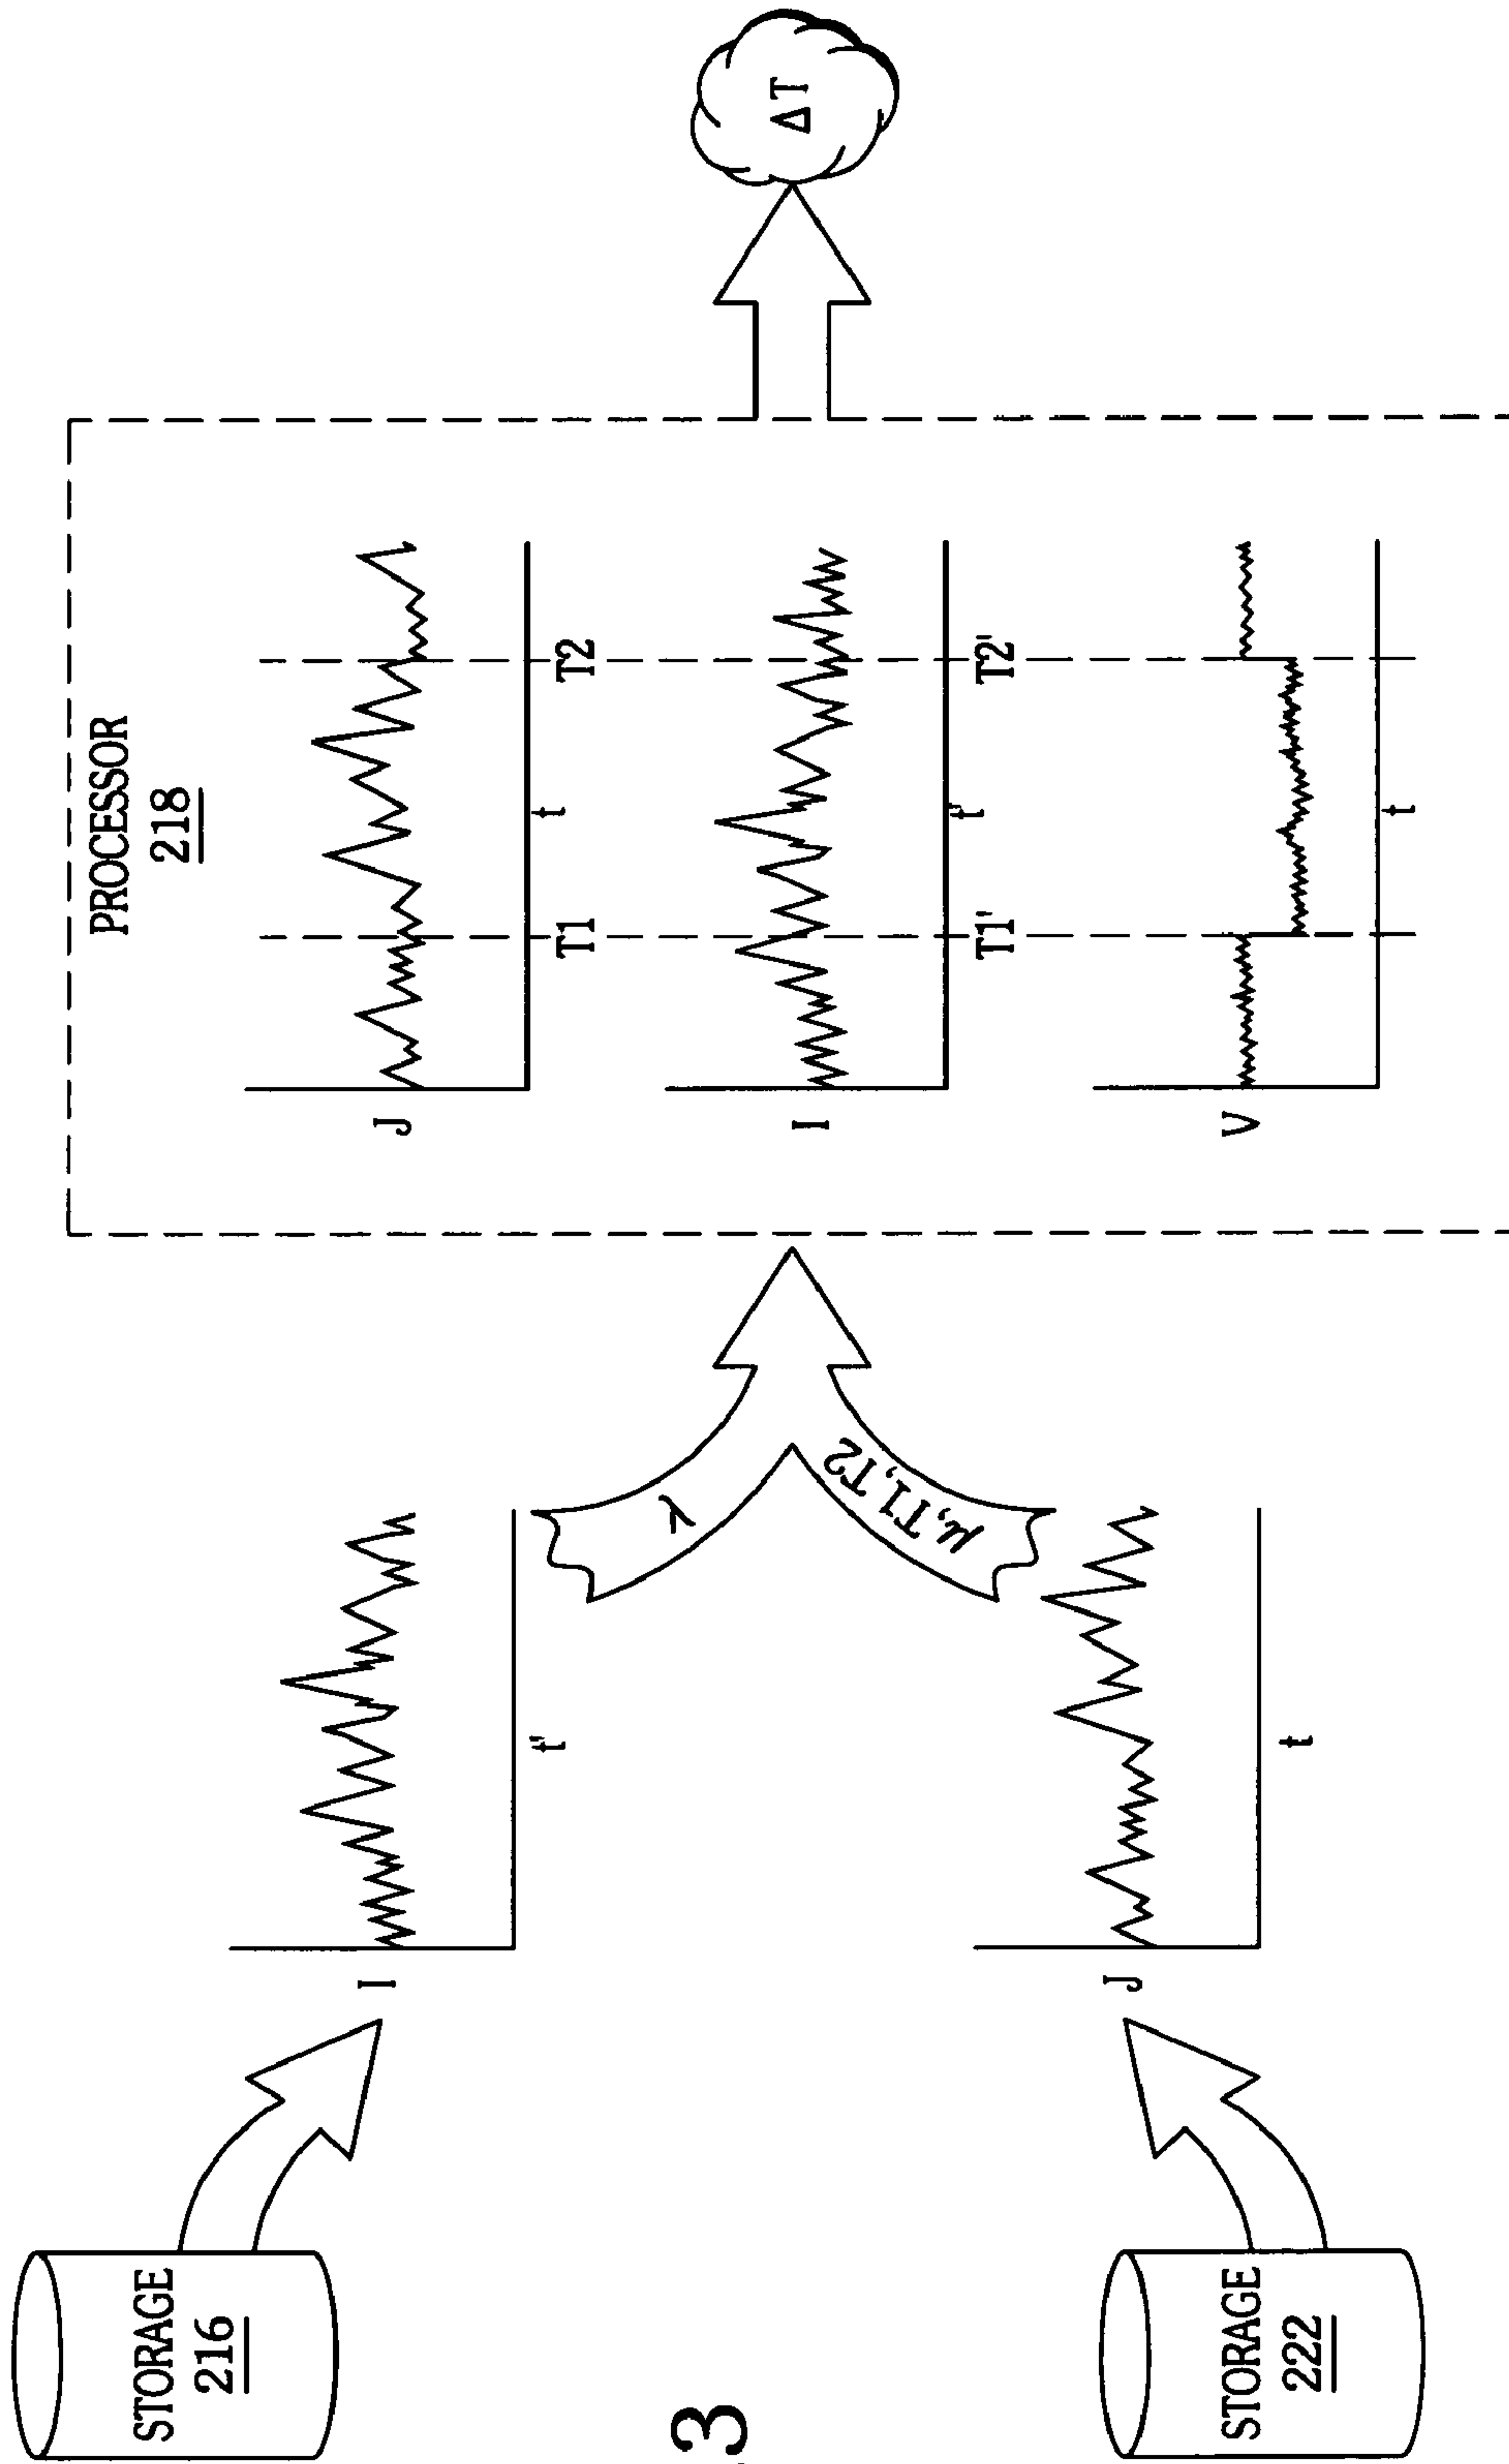 STORAGE
216
I
t'
λ
STORAGE
222
J
t
μ,T1,T2
PROCESSOR
218
J
T1
t
T2
I
T1'
t'
T2'
V
t
ΔT
3